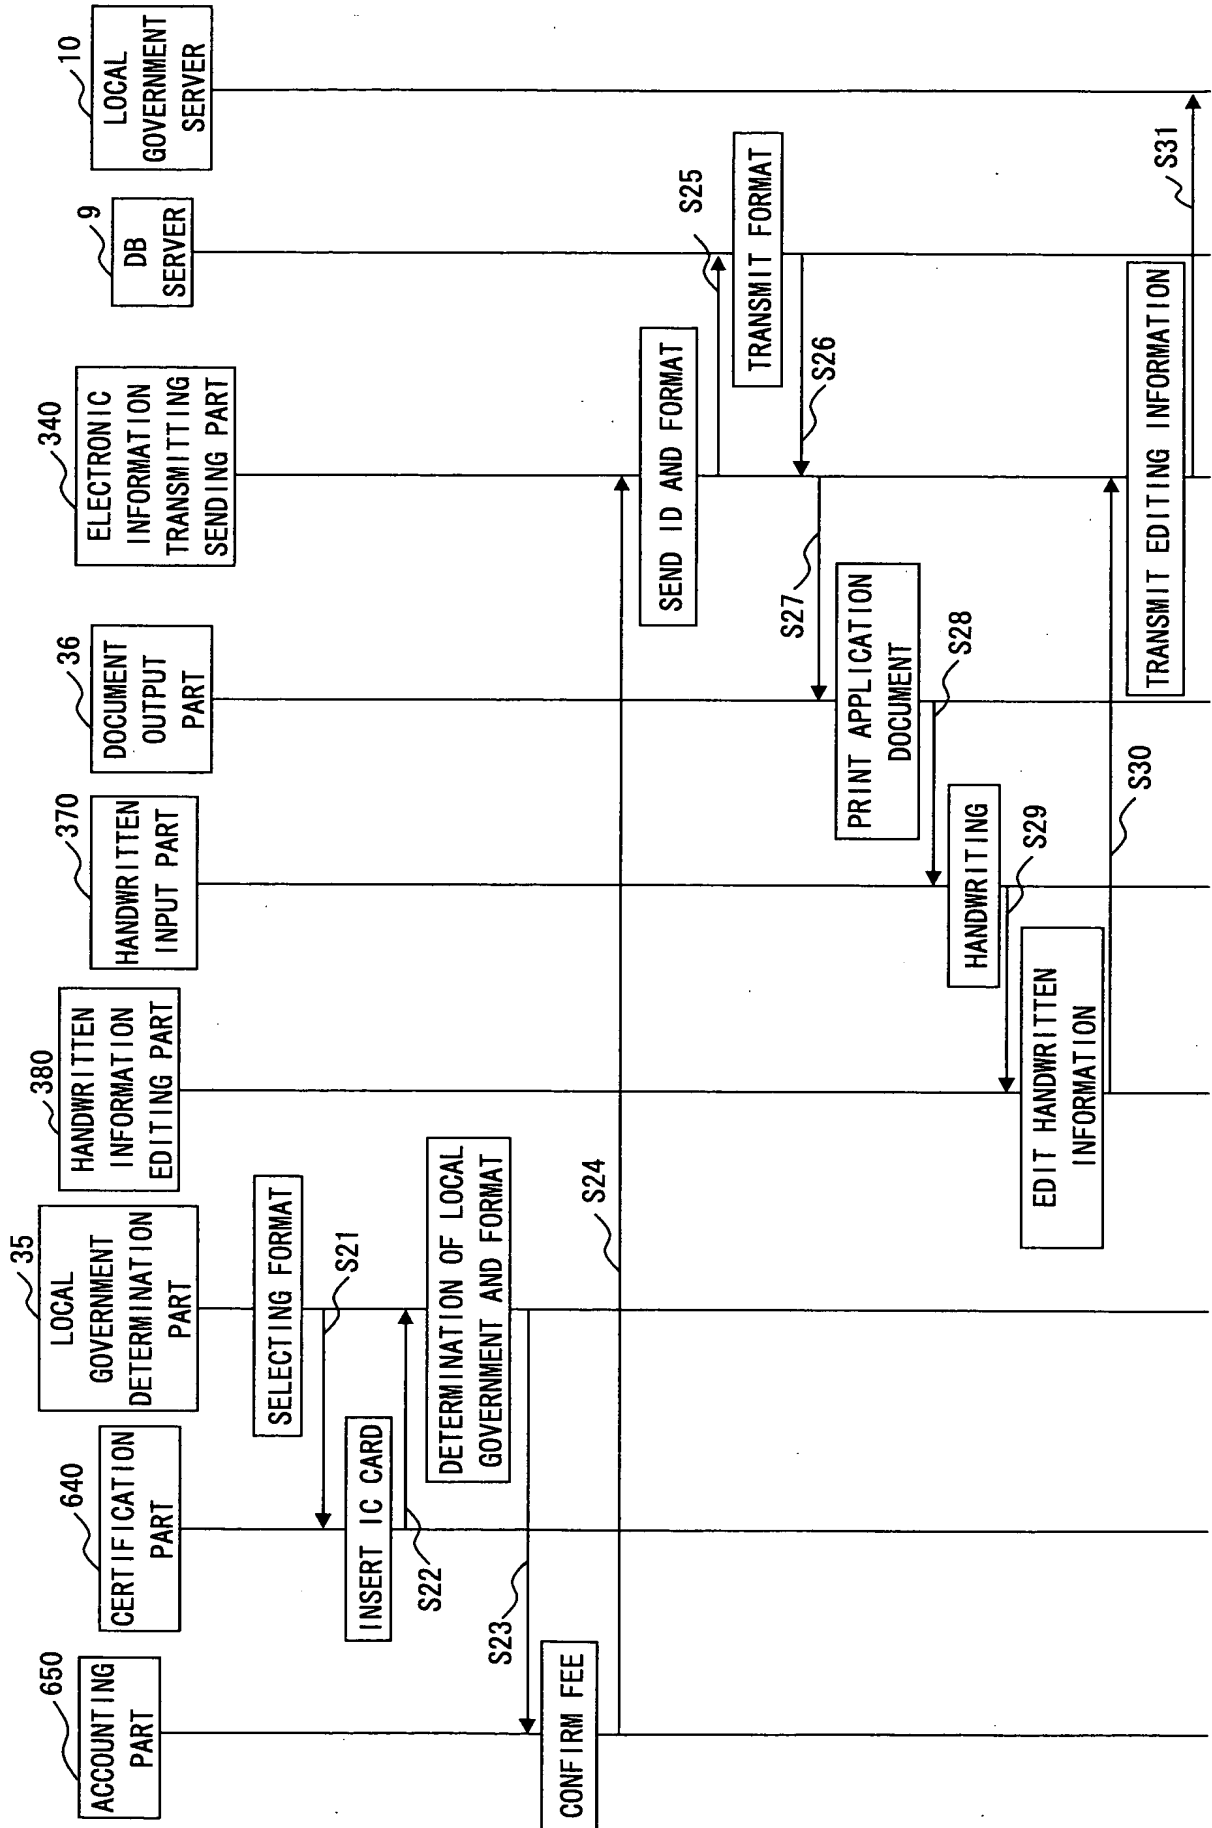 650
ACCOUNTING
PART
640
CERTIFICATION
PART
35
LOCAL
GOVERNMENT
DETERMINATION
PART
380
HANDWRITTEN
INFORMATION
EDITING PART
370
HANDWRITTEN
INPUT PART
36
DOCUMENT
OUTPUT
PART
340
ELECTRONIC
INFORMATION
TRANSMITTING
SENDING PART
9
DB
SERVER
10
LOCAL
GOVERNMENT
SERVER
SELECTING FORMAT
S21
INSERT IC CARD
S22
DETERMINATION OF LOCAL
GOVERNMENT AND FORMAT
S23
CONFIRM FEE
S24
SEND ID AND FORMAT
S25
TRANSMIT FORMAT
S26
S27
PRINT APPLICATION
DOCUMENT
S28
HANDWRITING
S29
EDIT HANDWRITTEN
INFORMATION
S30
TRANSMIT EDITING INFORMATION
S31